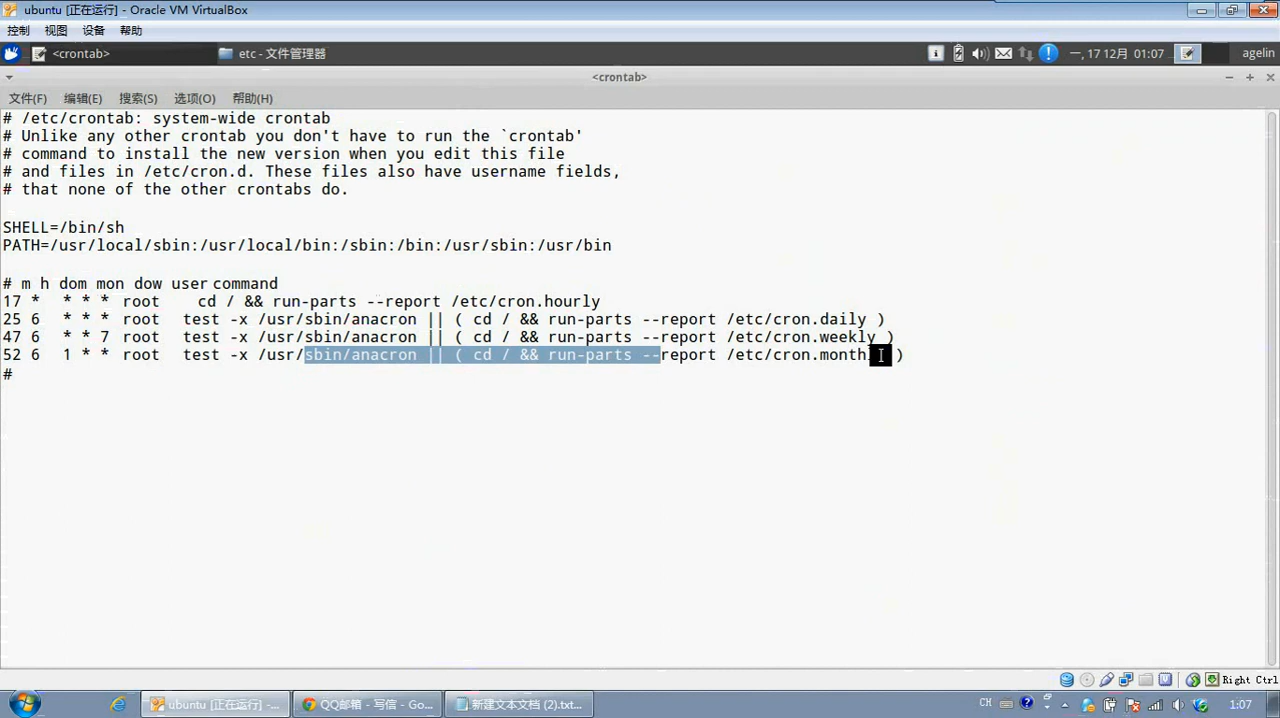 ubuntu [正在运行] - Oracle VM VirtualBox
控制 视图 设备 帮助
<crontab> etc - 文件管理器 一, 17 12月 01:07 agelin
<crontab>
文件(F) 编辑(E) 搜索(S) 选项(O) 帮助(H)
# /etc/crontab: system-wide crontab
# Unlike any other crontab you don't have to run the `crontab'
# command to install the new version when you edit this file
# and files in /etc/cron.d. These files also have username fields,
# that none of the other crontabs do.
SHELL=/bin/sh
PATH=/usr/local/sbin:/usr/local/bin:/sbin:/bin:/usr/sbin:/usr/bin
# m h dom mon dow user command
17 * * * * root cd / && run-parts --report /etc/cron.hourly
25 6 * * * root test -x /usr/sbin/anacron || ( cd / && run-parts --report /etc/cron.daily )
47 6 * * 7 root test -x /usr/sbin/anacron || ( cd / && run-parts --report /etc/cron.weekly )
52 6 1 * * root test -x /usr/sbin/anacron || ( cd / && run-parts --report /etc/cron.month )
#
Right Ctrl
ubuntu [正在运行] -... QQ邮箱 - 写信 - Go... 新建文本文档 (2).txt... CH 1:07